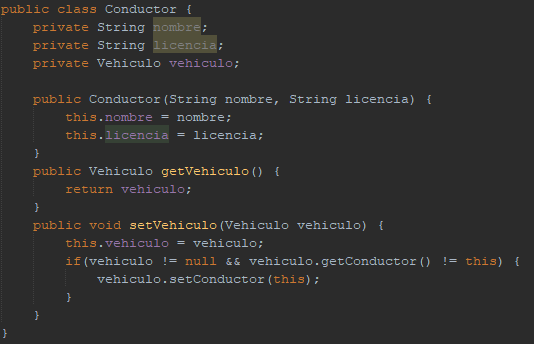 public class Conductor {
    private String nombre;
    private String licencia;
    private Vehiculo vehiculo;

    public Conductor(String nombre, String licencia) {
        this.nombre = nombre;
        this.licencia = licencia;
    }
    public Vehiculo getVehiculo() {
        return vehiculo;
    }
    public void setVehiculo(Vehiculo vehiculo) {
        this.vehiculo = vehiculo;
        if(vehiculo != null && vehiculo.getConductor() != this) {
            vehiculo.setConductor(this);
        }
    }
}